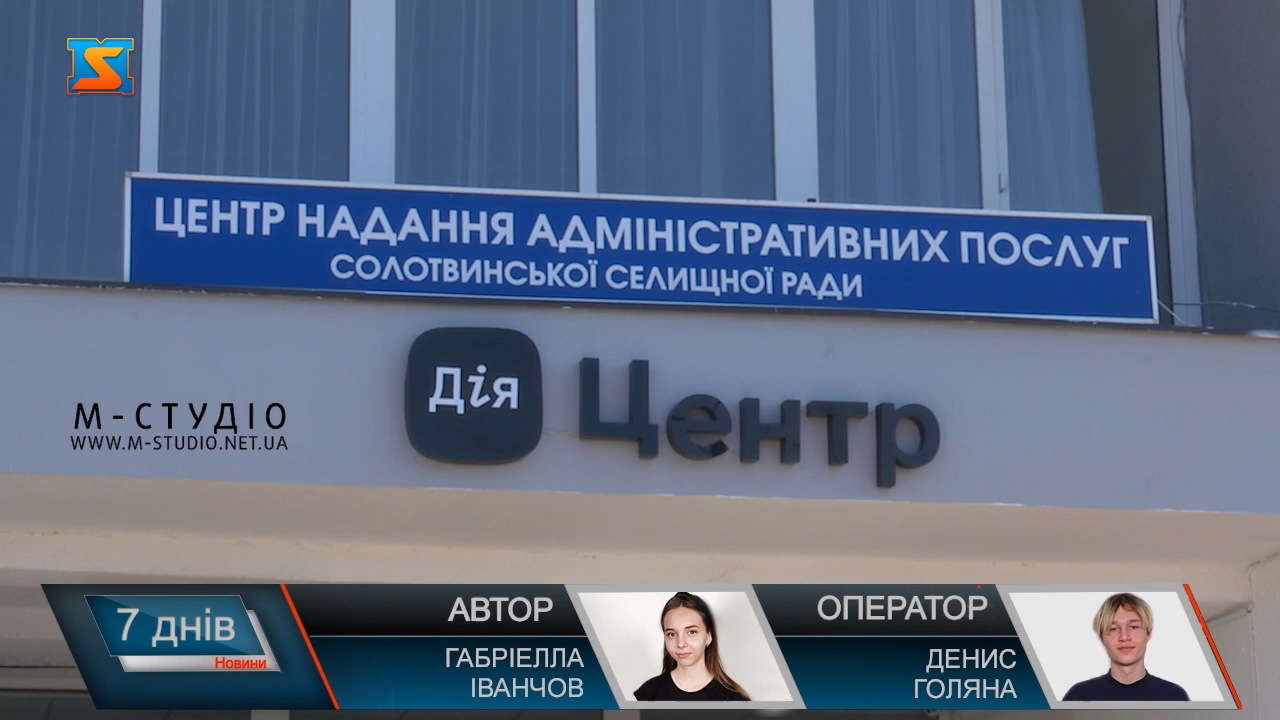 ЦЕНТР НАДАННЯ АДМІНІСТРАТИВНИХ ПОСЛУГ
СОЛОТВИНСЬКОЇ СЕЛИЩНОЇ РАДИ
Дія Центр
М-СТУДІО
WWW.M-STUDIO.NET.UA
7 днів
Новини
АВТОР
ГАБРІЕЛЛА
ІВАНЧОВ
ОПЕРАТОР
ДЕНИС
ГОЛЯНА